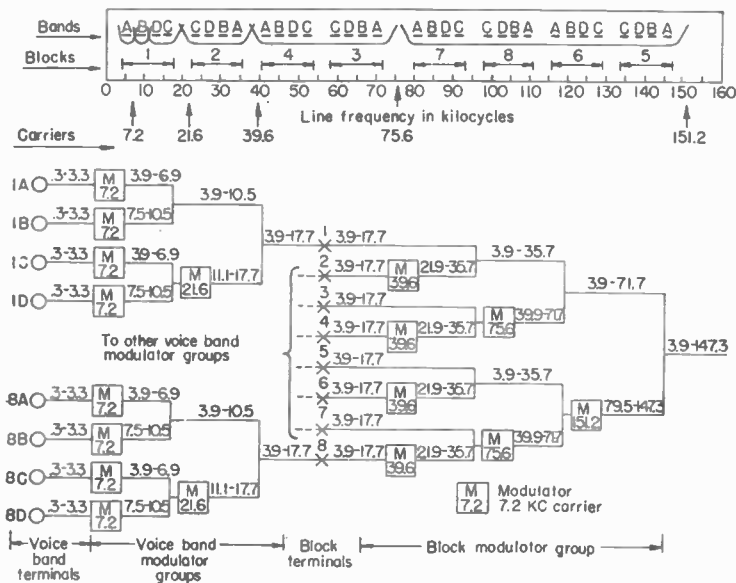 Bands A B D C C D B A A B D C C D B A A B D C C D B A A B D C C D B A
Blocks 1 2 4 3 7 8 6 5
0 10 20 30 40 50 60 70 80 90 100 110 120 130 140 150 160
Line frequency in kilocycles
Carriers 7.2 21.6 39.6 75.6 151.2
1A .3-3.3 M 7.2 3.9-6.9
3.9-10.5
1B .3-3.3 M 7.2 7.5-10.5
3.9-17.7 1 3.9-17.7
1C .3-3.3 M 7.2 3.9-6.9
M 21.6 11.1-17.7
1D .3-3.3 M 7.2 7.5-10.5
2 3.9-17.7 M 39.6 21.9-35.7
3.9-35.7
3 3.9-17.7
3.9-71.7
4 3.9-17.7 M 39.6 21.9-35.7 M 75.6 39.9-71.7
To other voice band
modulator groups
5 3.9-17.7
3.9-147.3
6 3.9-17.7 M 39.6 21.9-35.7
3.9-35.7
7 3.9-17.7
M 151.2 79.5-147.3
8A .3-3.3 M 7.2 3.9-6.9
3.9-10.5
8B .3-3.3 M 7.2 7.5-10.5
3.9-17.7 8 3.9-17.7 M 39.6 21.9-35.7 M 75.6 39.9-71.7
8C .3-3.3 M 7.2 3.9-6.9
M 21.6 11.1-17.7
8D .3-3.3 M 7.2 7.5-10.5
M 7.2 Modulator
7.2 KC carrier
Voice
band
terminals
Voice band
modulator
groups
Block
terminals
Block modulator group